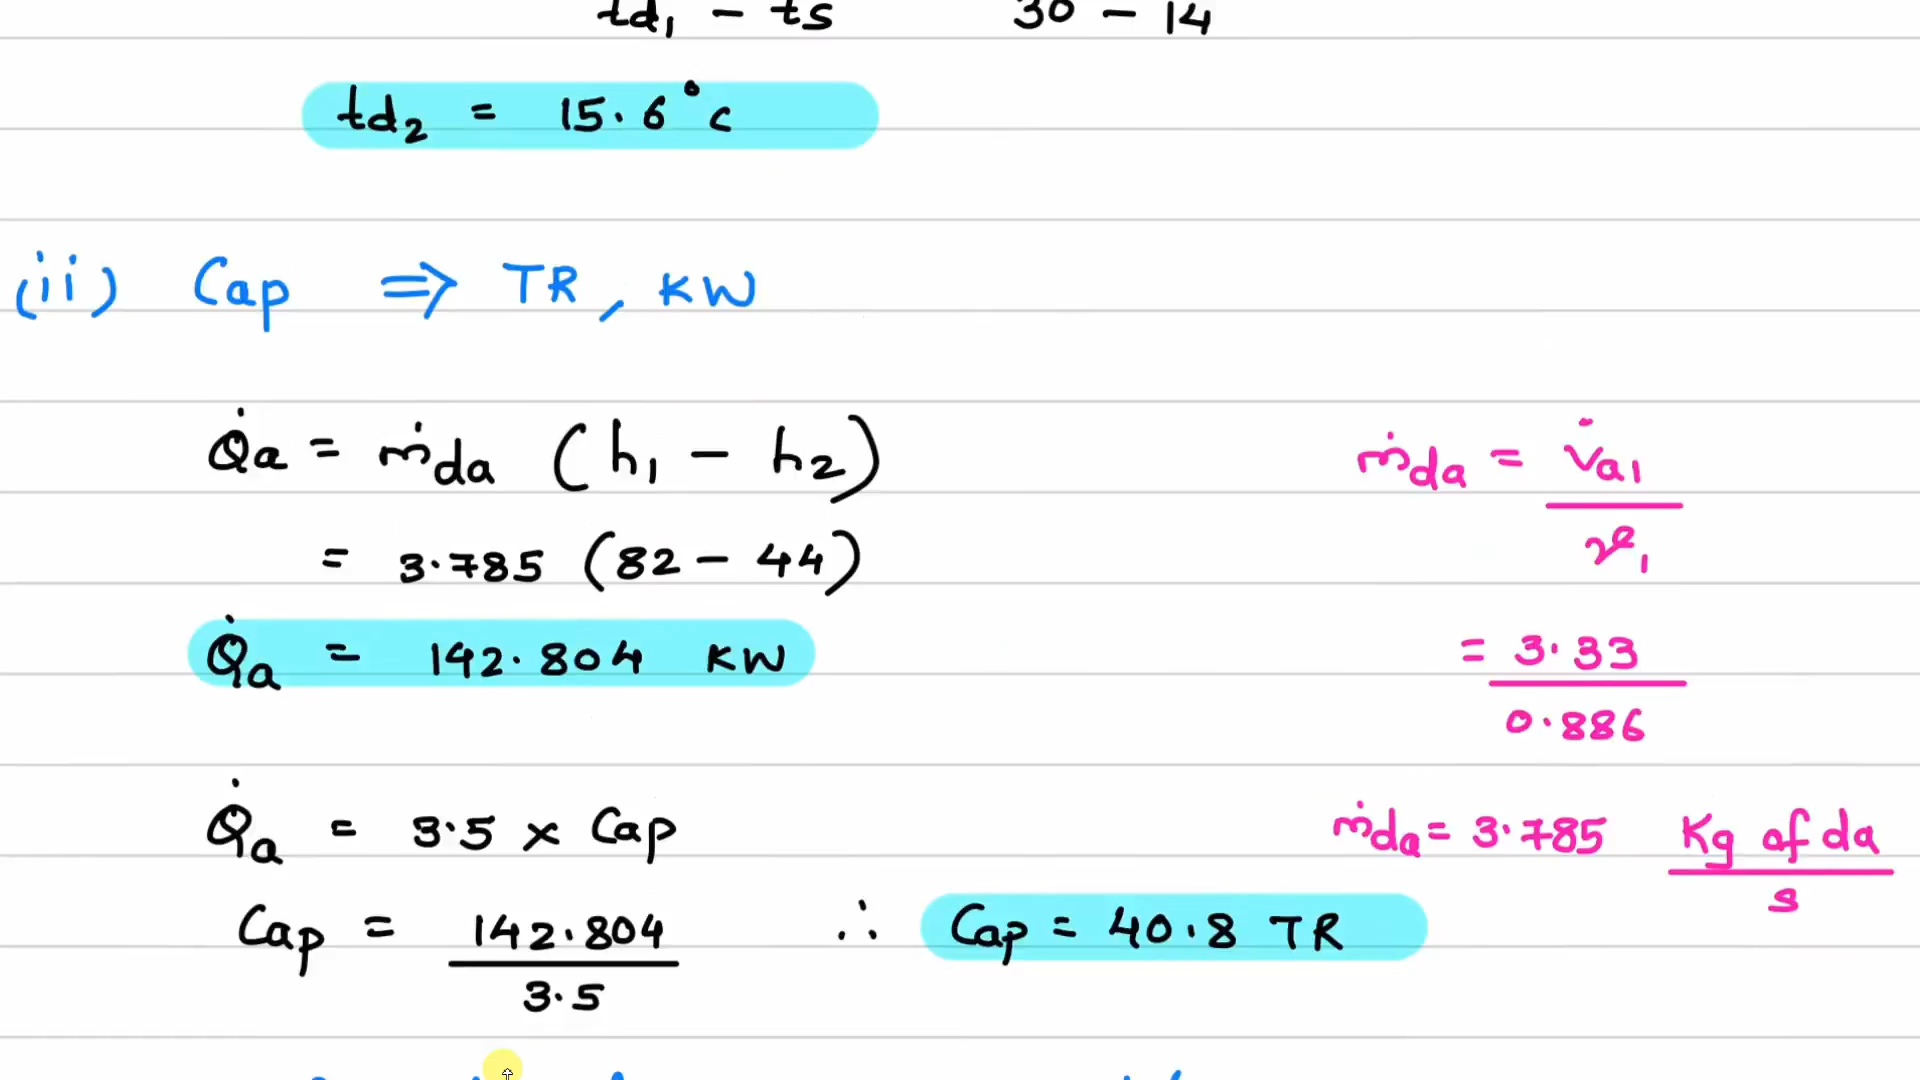 td₁ - ts 30 - 14
td₂ = 15.6°c
(ii) Cap ⇒ TR, KW
Q̇a = ṁda (h₁ - h₂)
= 3.785 (82 - 44)
Q̇a = 142.804 KW
Q̇a = 3.5 × Cap
Cap = 142.804 / 3.5 ∴ Cap = 40.8 TR
ṁda = V̇a₁ / v₁
= 3.33 / 0.886
ṁda = 3.785 Kg of da / s